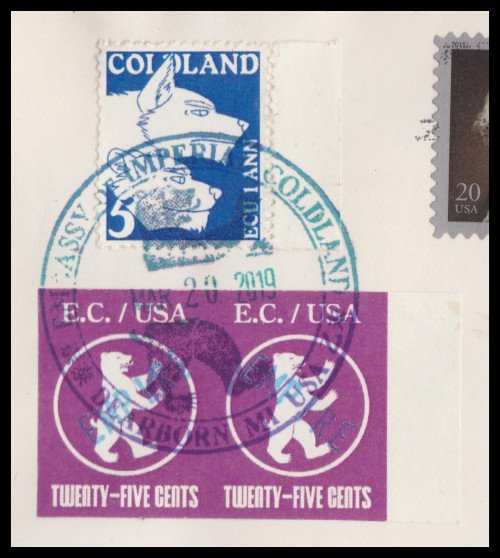 COLDLAND
5
ECU 1 ANN
EMBASSY IMPERIAL COLDLAND
20 2019
DEARBORN MI USA
20
USA
E.C. / USA E.C. / USA
TWENTY–FIVE CENTS TWENTY–FIVE CENTS